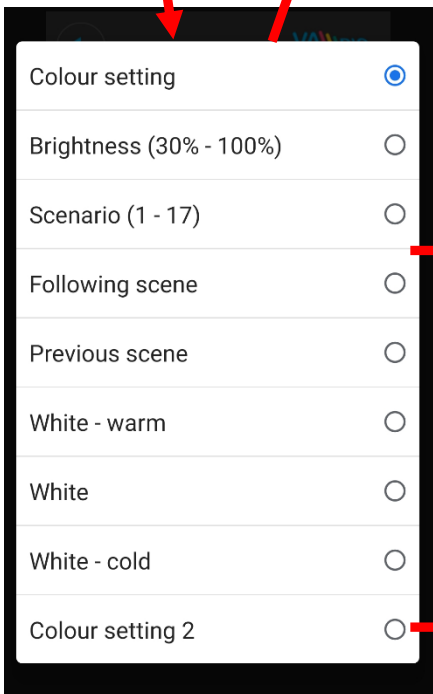 Colour setting
Brightness (30% - 100%)
Scenario (1 - 17)
Following scene
Previous scene
White - warm
White
White - cold
Colour setting 2